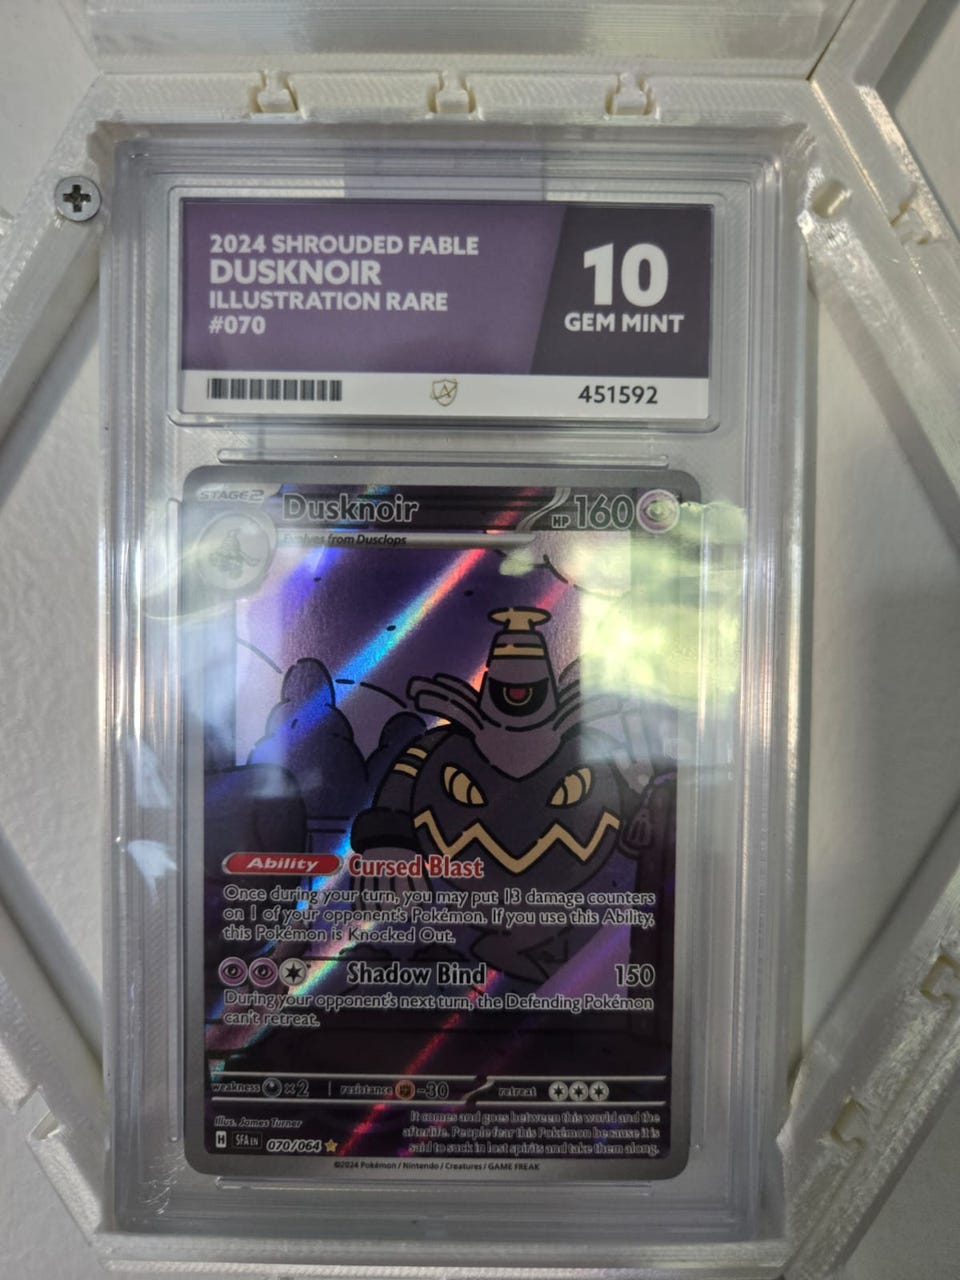 2024 SHROUDED FABLE
DUSKNOIR
ILLUSTRATION RARE
#070
10
GEM MINT
451592
STAGE2
Dusknoir
HP 160
Evolves from Dusclops
Ability Cursed Blast
Once during your turn, you may put 13 damage counters
on 1 of your opponent's Pokémon. If you use this Ability,
this Pokémon is Knocked Out.
Shadow Bind 150
During your opponent's next turn, the Defending Pokémon
can't retreat.
weakness ×2 resistance -30 retreat
Illus. James Turner
It comes and goes between this world and the
afterlife. People fear this Pokémon because it is
said to suck in lost spirits and take them along.
H SFA EN 070/064
©2024 Pokémon / Nintendo / Creatures / GAME FREAK